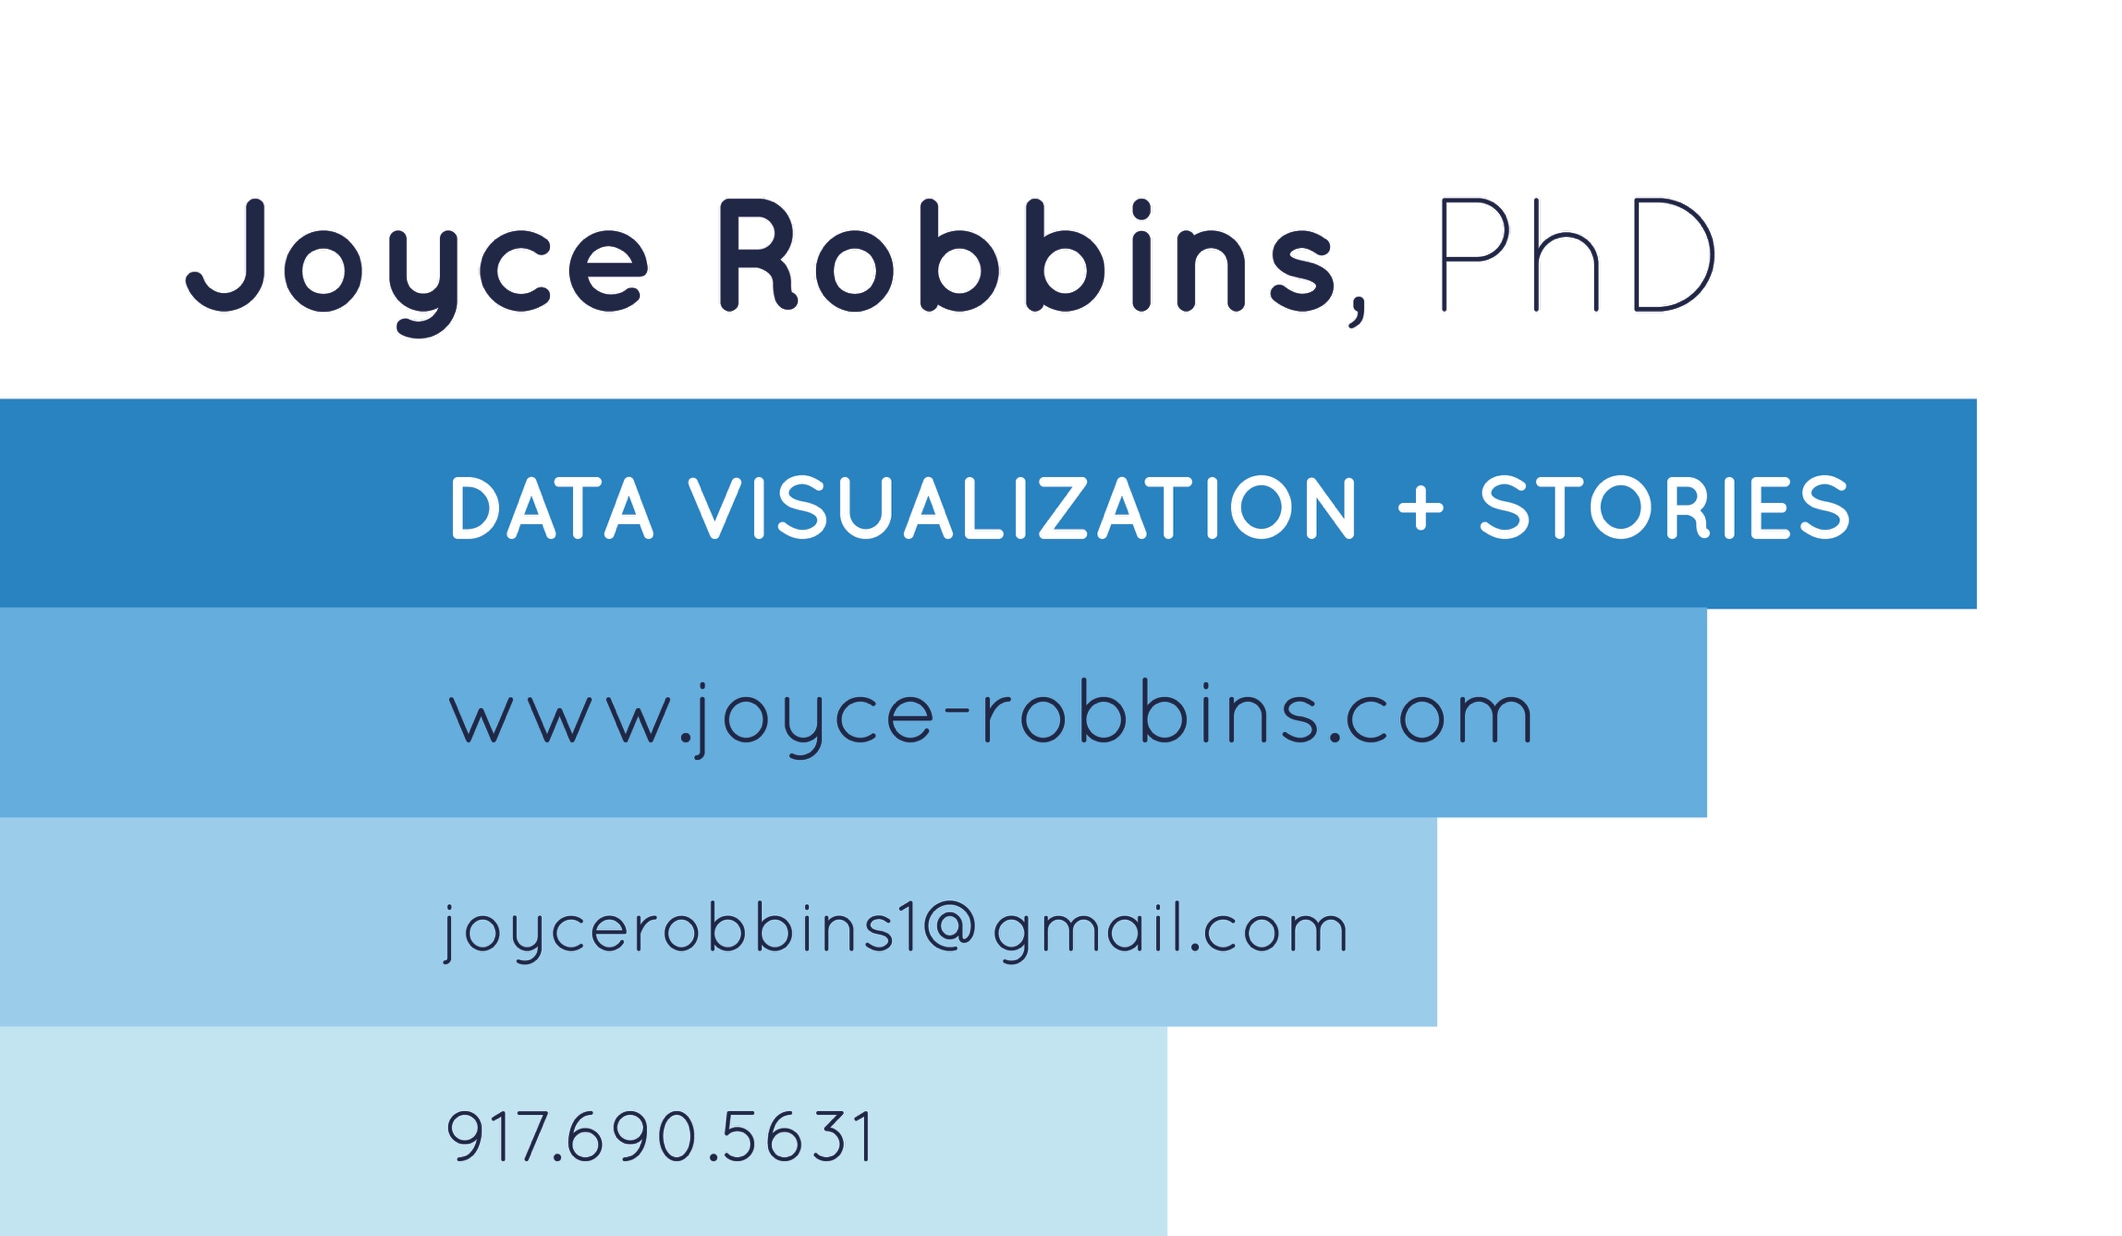 Joyce Robbins, PhD
DATA VISUALIZATION + STORIES
www.joyce-robbins.com
joycerobbins1@gmail.com
917.690.5631